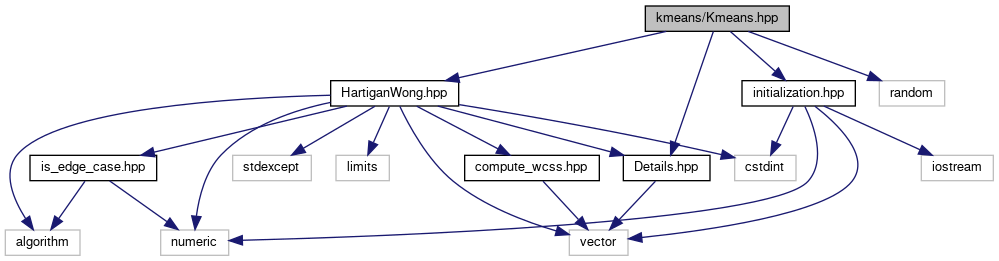 kmeans/Kmeans.hpp
HartiganWong.hpp
initialization.hpp
random
is_edge_case.hpp
stdexcept
limits
compute_wcss.hpp
Details.hpp
cstdint
iostream
algorithm
numeric
vector